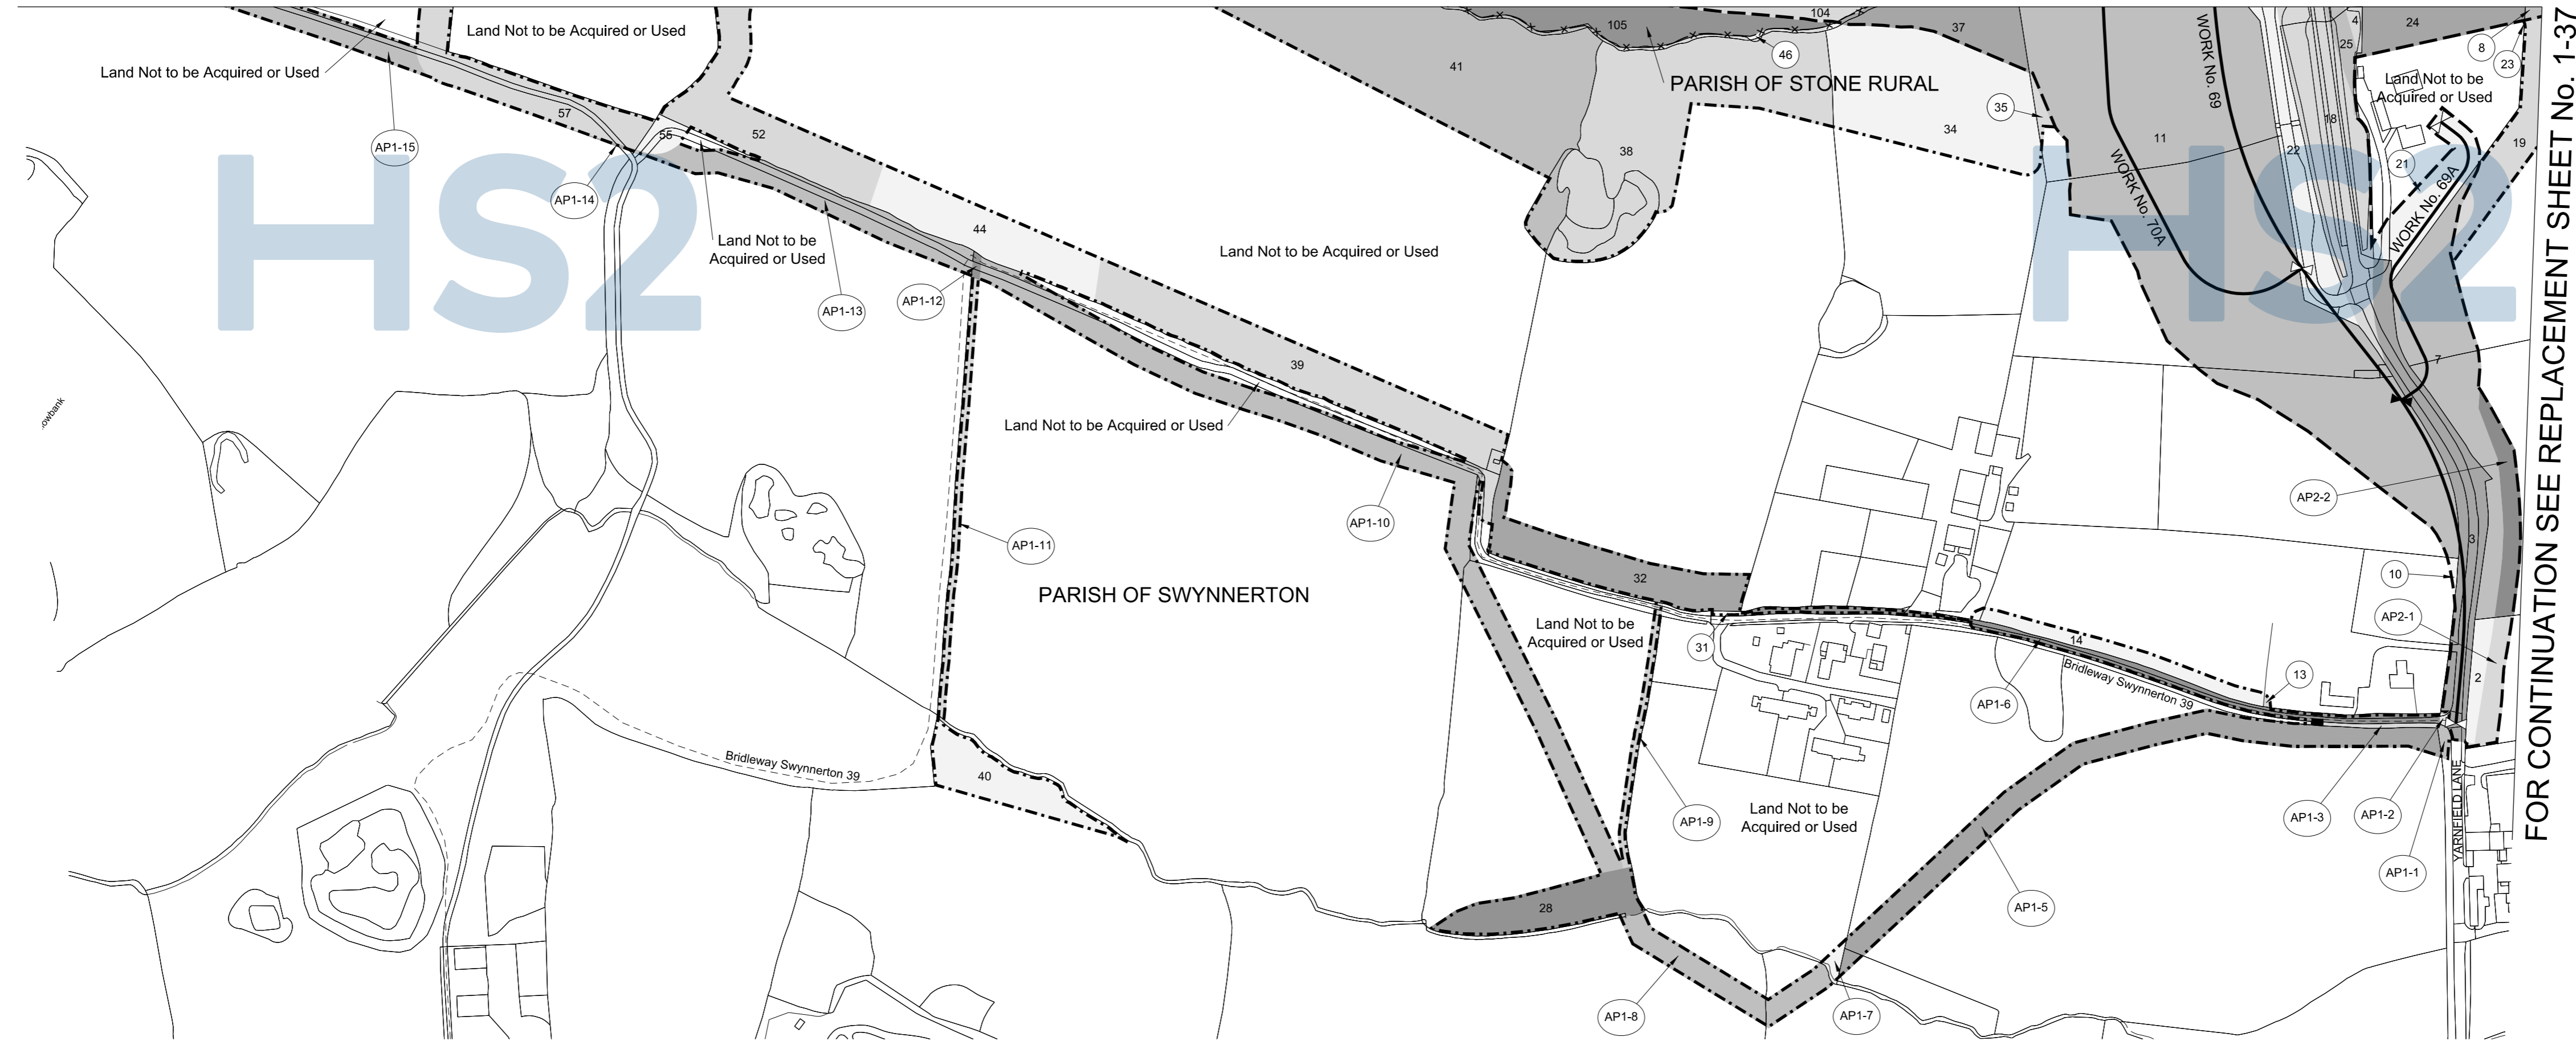 Land Not to be Acquired or Used
105
104
37
4
24
8
23
25
41
46
Land Not to be Acquired or Used
PARISH OF STONE RURAL
WORK No. 69
Land Not to be
Acquired or Used
57
AP1-15
55
52
35
34
11
18
19
22
21
38
HS2
HS2
AP1-14
WORK No. 70A
WORK No. 69A
44
Land Not to be
Acquired or Used
Land Not to be Acquired or Used
AP1-12
AP1-13
39
7
Land Not to be Acquired or Used
AP1-10
AP2-2
AP1-11
3
10
32
PARISH OF SWYNNERTON
AP2-1
Land Not to be
Acquired or Used
31
14
Bridleway Swynnerton 39
13
2
AP1-6
Bridleway Swynnerton 39
40
YARNFIELD LANE
AP1-9
Land Not to be
Acquired or Used
AP1-3
AP1-2
AP1-1
28
AP1-5
AP1-8
AP1-7
FOR CONTINUATION SEE REPLACEMENT SHEET No. 1-37